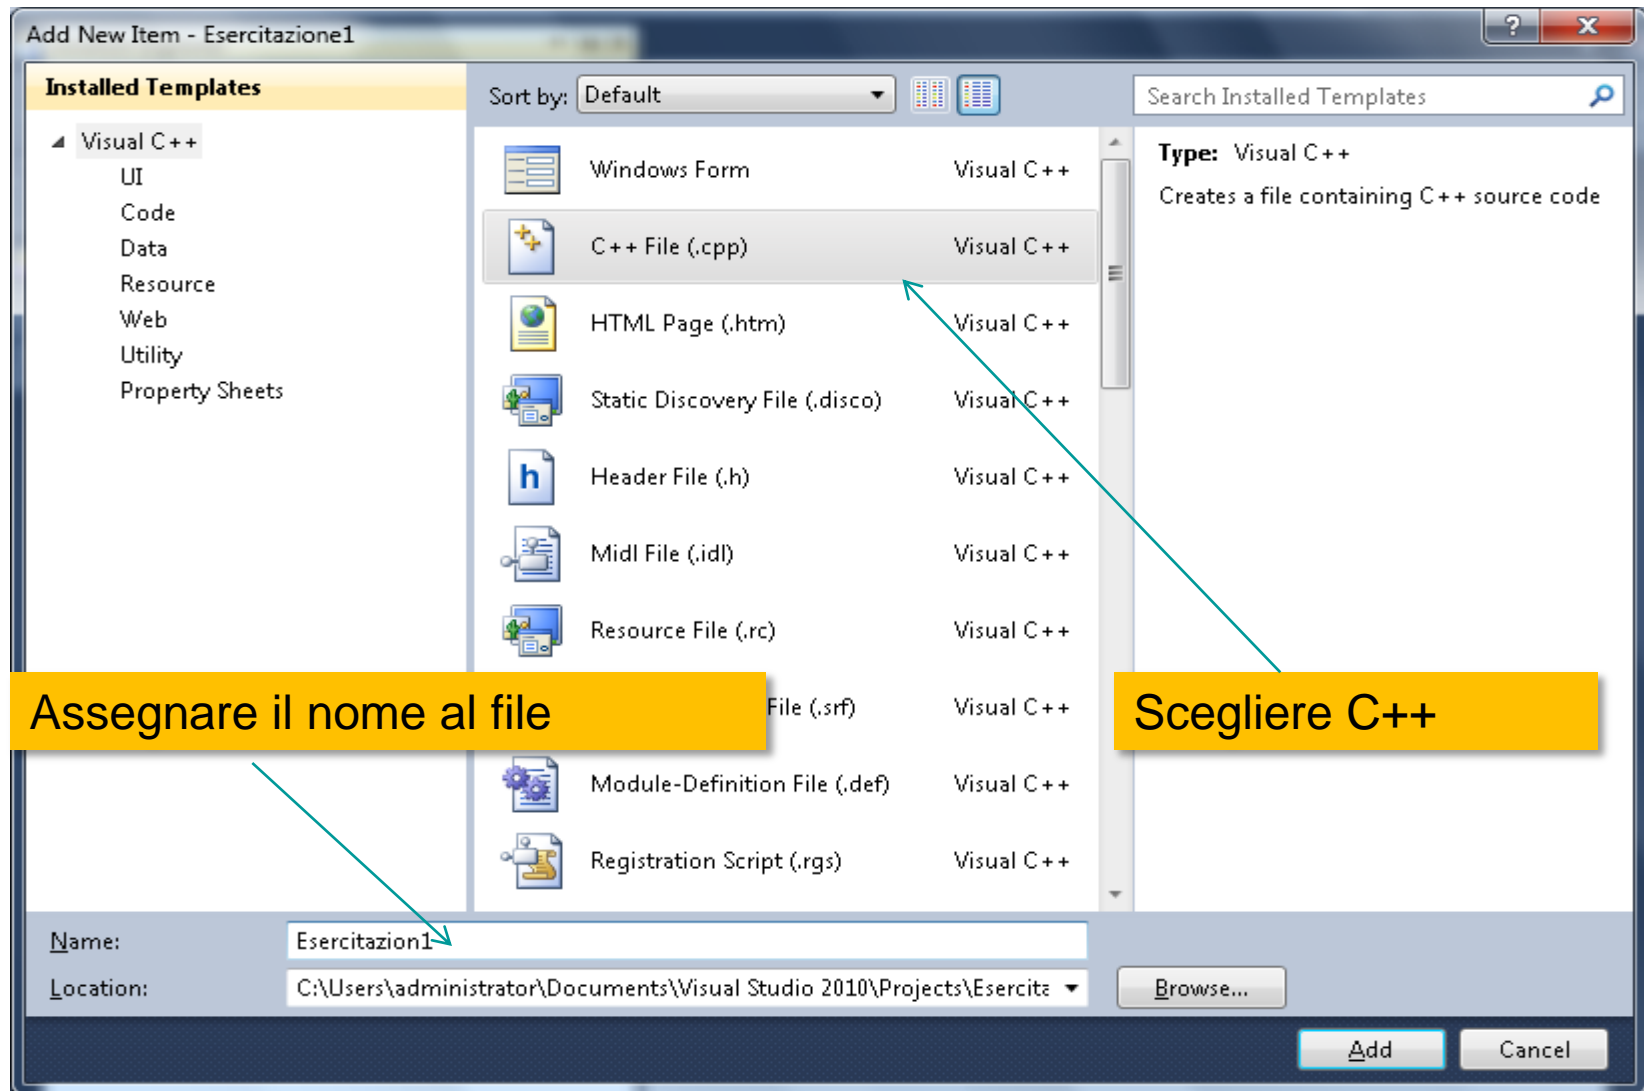 Add New Item - Esercitazione1
Installed Templates
Visual C++
UI
Code
Data
Resource
Web
Utility
Property Sheets
Sort by: Default
Search Installed Templates
Windows Form Visual C++
C++ File (.cpp) Visual C++
HTML Page (.htm) Visual C++
Static Discovery File (.disco) Visual C++
Header File (.h) Visual C++
Midl File (.idl) Visual C++
Resource File (.rc) Visual C++
File (.srf) Visual C++
Module-Definition File (.def) Visual C++
Registration Script (.rgs) Visual C++
Type: Visual C++
Creates a file containing C++ source code
Assegnare il nome al file
Scegliere C++
Name: Esercitazion1
Location: C:\Users\administrator\Documents\Visual Studio 2010\Projects\Esercita
Browse...
Add
Cancel